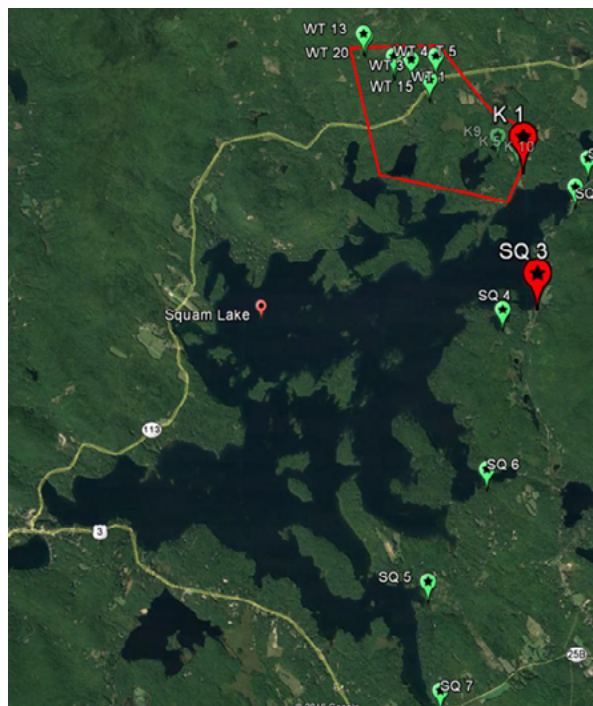 WT 13
WT 20
WT 4
T 5
WT 3
WT 1
WT 15
K 1
K9
K 10
SQ
SQ 3
SQ 4
Squam Lake
113
SQ 6
3
SQ 5
25B
SQ 7